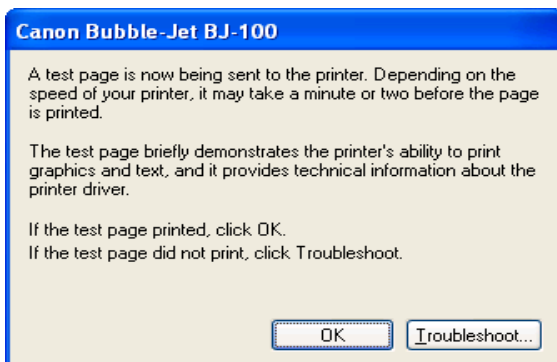 Canon Bubble-Jet BJ-100
A test page is now being sent to the printer. Depending on the
speed of your printer, it may take a minute or two before the page
is printed.
The test page briefly demonstrates the printer's ability to print
graphics and text, and it provides technical information about the
printer driver.
If the test page printed, click OK.
If the test page did not print, click Troubleshoot.
OK Troubleshoot...